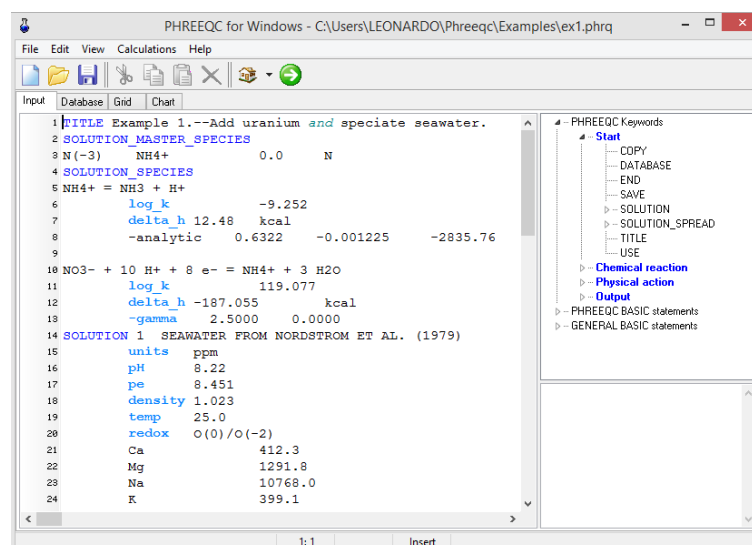 PHREEQC for Windows - C:\Users\LEONARDO\Phreeqc\Examples\ex1.phrq
File Edit View Calculations Help
Input Database Grid Chart
1 TITLE Example 1.--Add uranium and speciate seawater.
2 SOLUTION_MASTER_SPECIES
3 N(-3) NH4+ 0.0 N
4 SOLUTION_SPECIES
5 NH4+ = NH3 + H+
6 log_k -9.252
7 delta_h 12.48 kcal
8 -analytic 0.6322 -0.001225 -2835.76
9
10 NO3- + 10 H+ + 8 e- = NH4+ + 3 H2O
11 log_k 119.077
12 delta_h -187.055 kcal
13 -gamma 2.5000 0.0000
14 SOLUTION 1 SEAWATER FROM NORDSTROM ET AL. (1979)
15 units ppm
16 pH 8.22
17 pe 8.451
18 density 1.023
19 temp 25.0
20 redox O(0)/O(-2)
21 Ca 412.3
22 Mg 1291.8
23 Na 10768.0
24 K 399.1
PHREEQC Keywords
Start
COPY
DATABASE
END
SAVE
SOLUTION
SOLUTION_SPREAD
TITLE
USE
Chemical reaction
Physical action
Output
PHREEQC BASIC statements
GENERAL BASIC statements
1: 1 Insert